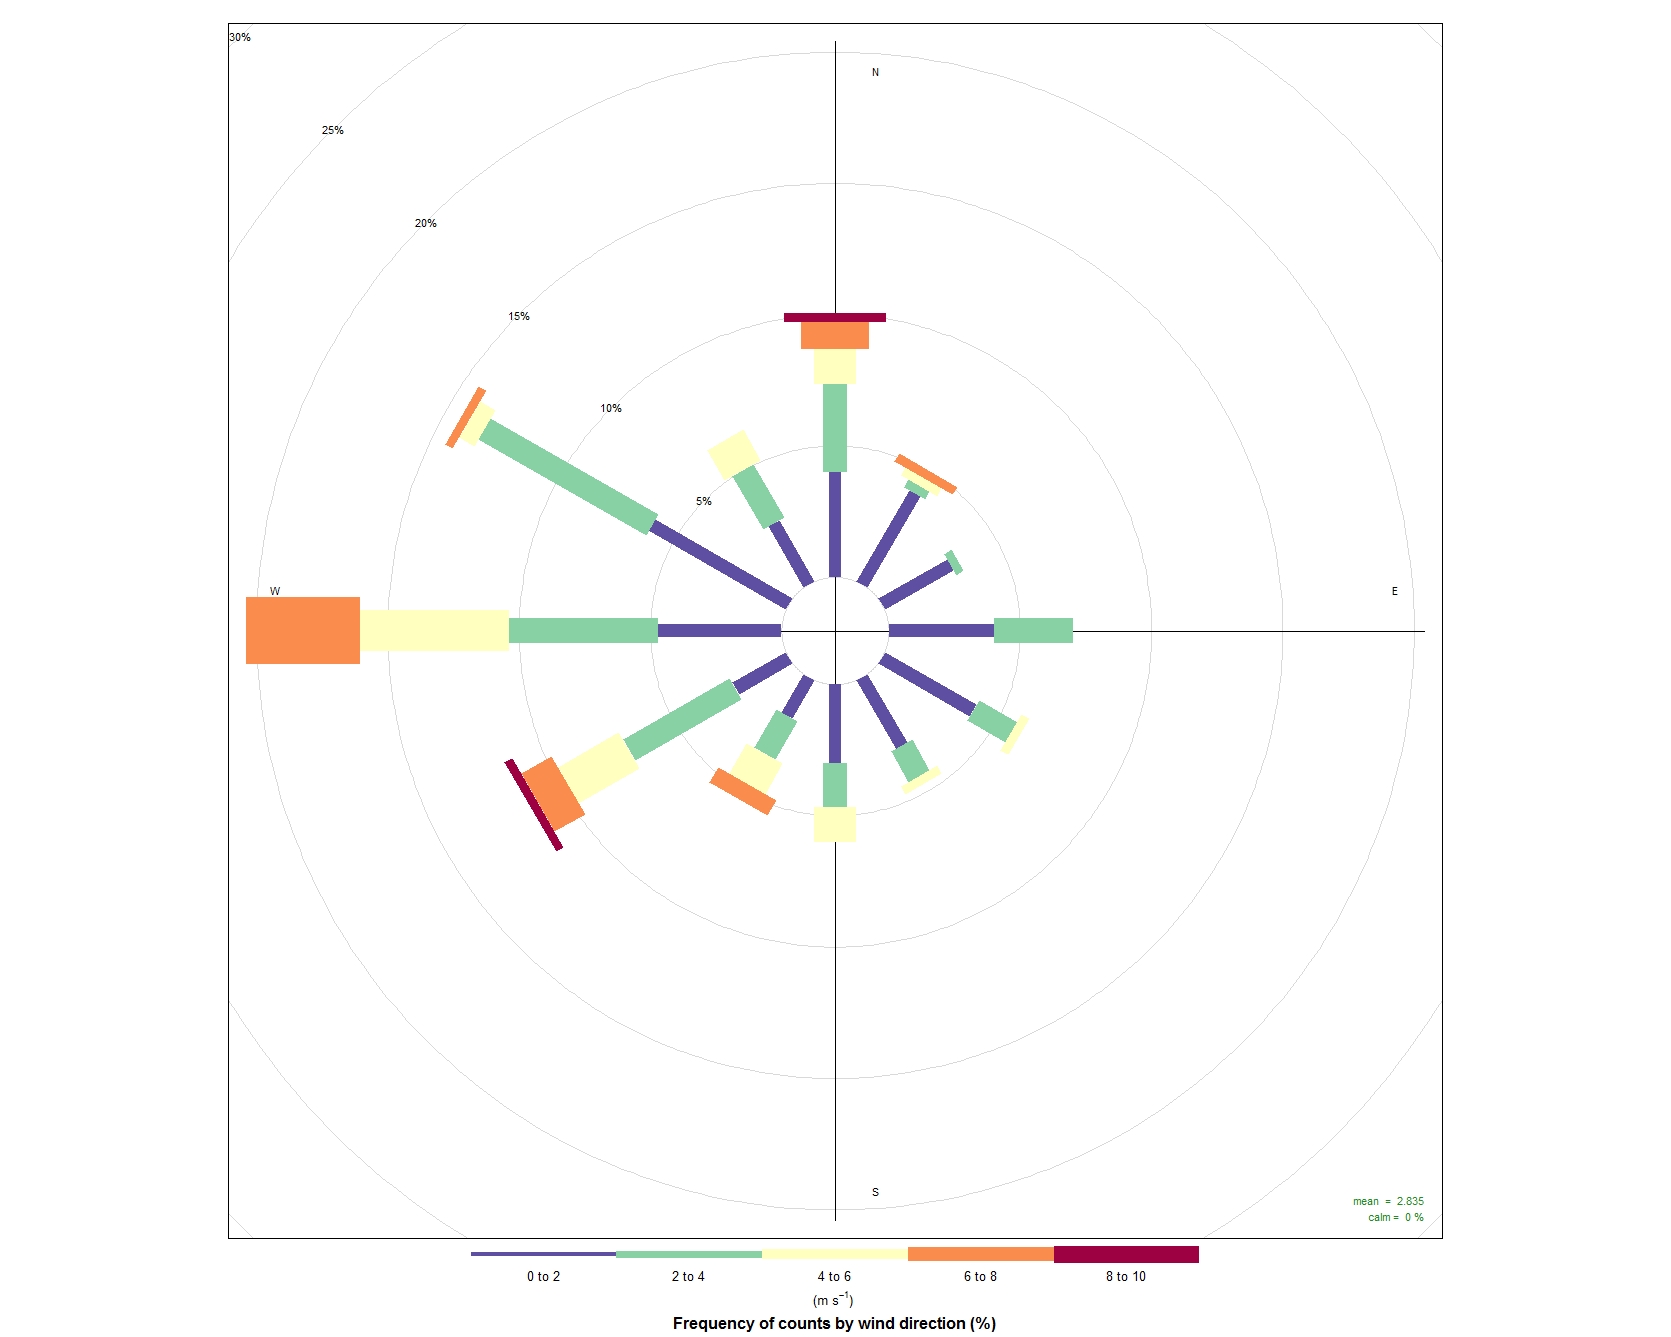 30%
N
25%
20%
15%
10%
5%
W
E
S
mean = 2.835
calm = 0 %
0 to 2 2 to 4 4 to 6 6 to 8 8 to 10
(m s⁻¹)
Frequency of counts by wind direction (%)